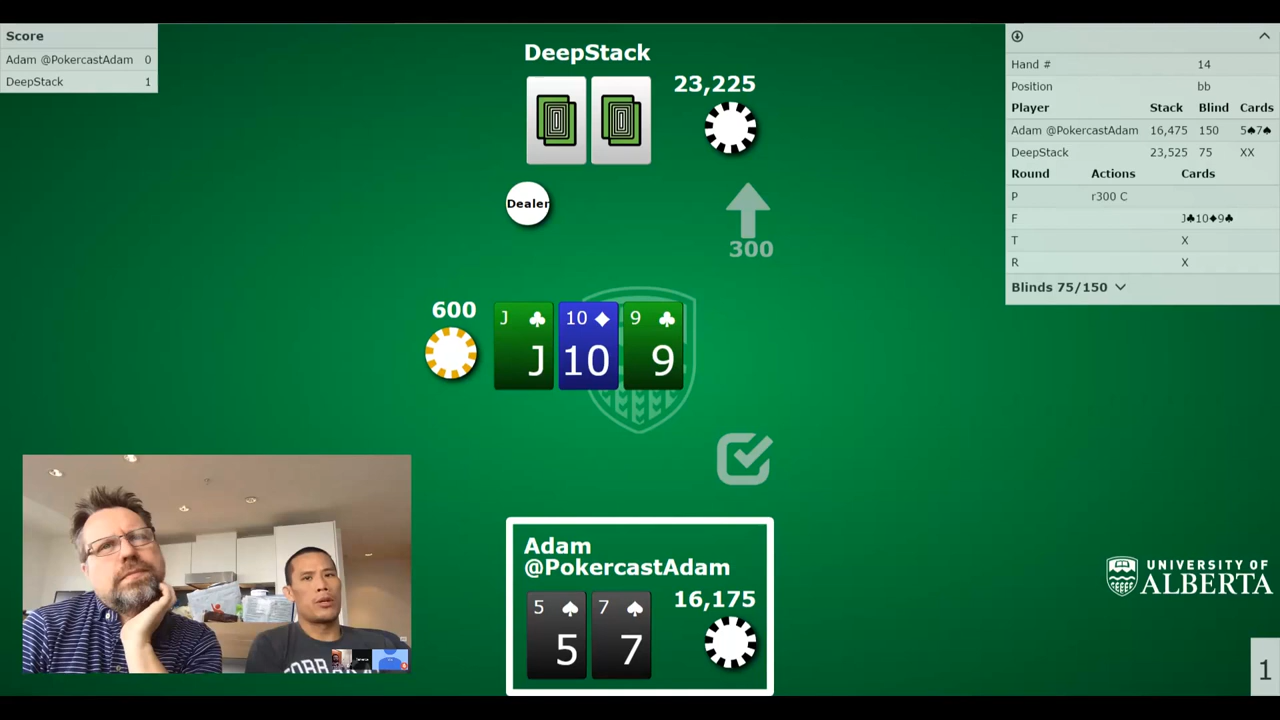 Score
Adam @PokercastAdam 0
DeepStack 1
DeepStack
23,225
Dealer
300
600
J 10 9
J 10 9
Adam
@PokercastAdam
16,175
5 7
5 7
Hand # 14
Position bb
Player Stack Blind Cards
Adam @PokercastAdam 16,475 150 5♠7♠
DeepStack 23,525 75 XX
Round Actions Cards
P r300 C
F J♣10♦9♣
T X
R X
Blinds 75/150
UNIVERSITY OF
ALBERTA
1